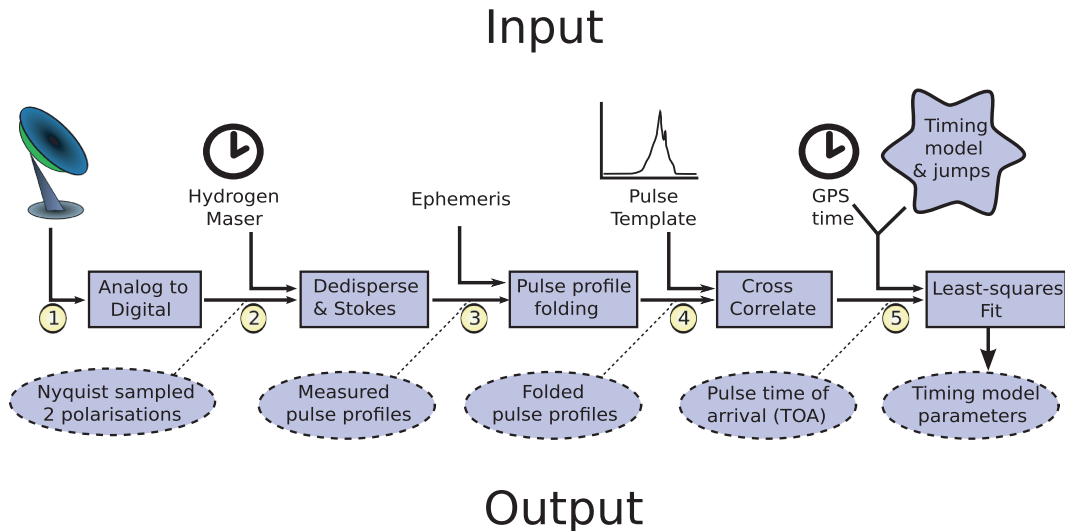 Input
Timing
model
& jumps
Hydrogen
Maser
Ephemeris
Pulse
Template
GPS
time
Analog to
Digital
Dedisperse
& Stokes
Pulse profile
folding
Cross
Correlate
Least-squares
Fit
1
2
3
4
5
Nyquist sampled
2 polarisations
Measured
pulse profiles
Folded
pulse profiles
Pulse time of
arrival (TOA)
Timing model
parameters
Output